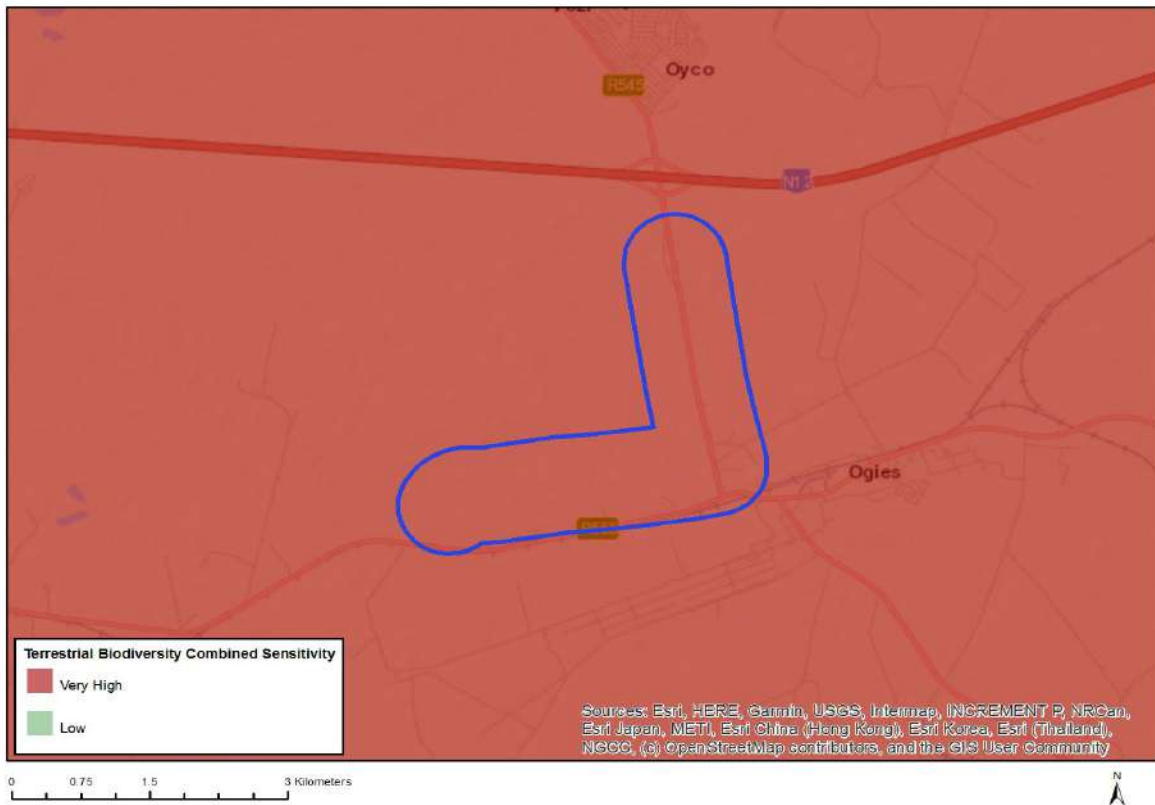 Oyco
R545
N12
Ogies
Terrestrial Biodiversity Combined Sensitivity
Very High
Low
Sources: Esri, HERE, Garmin, USGS, Intermap, INCREMENT P, NRCan,
Esri Japan, METI, Esri China (Hong Kong), Esri Korea, Esri (Thailand),
NGCC, (c) OpenStreetMap contributors, and the GIS User Community
0 0.75 1.5 3 Kilometers
N